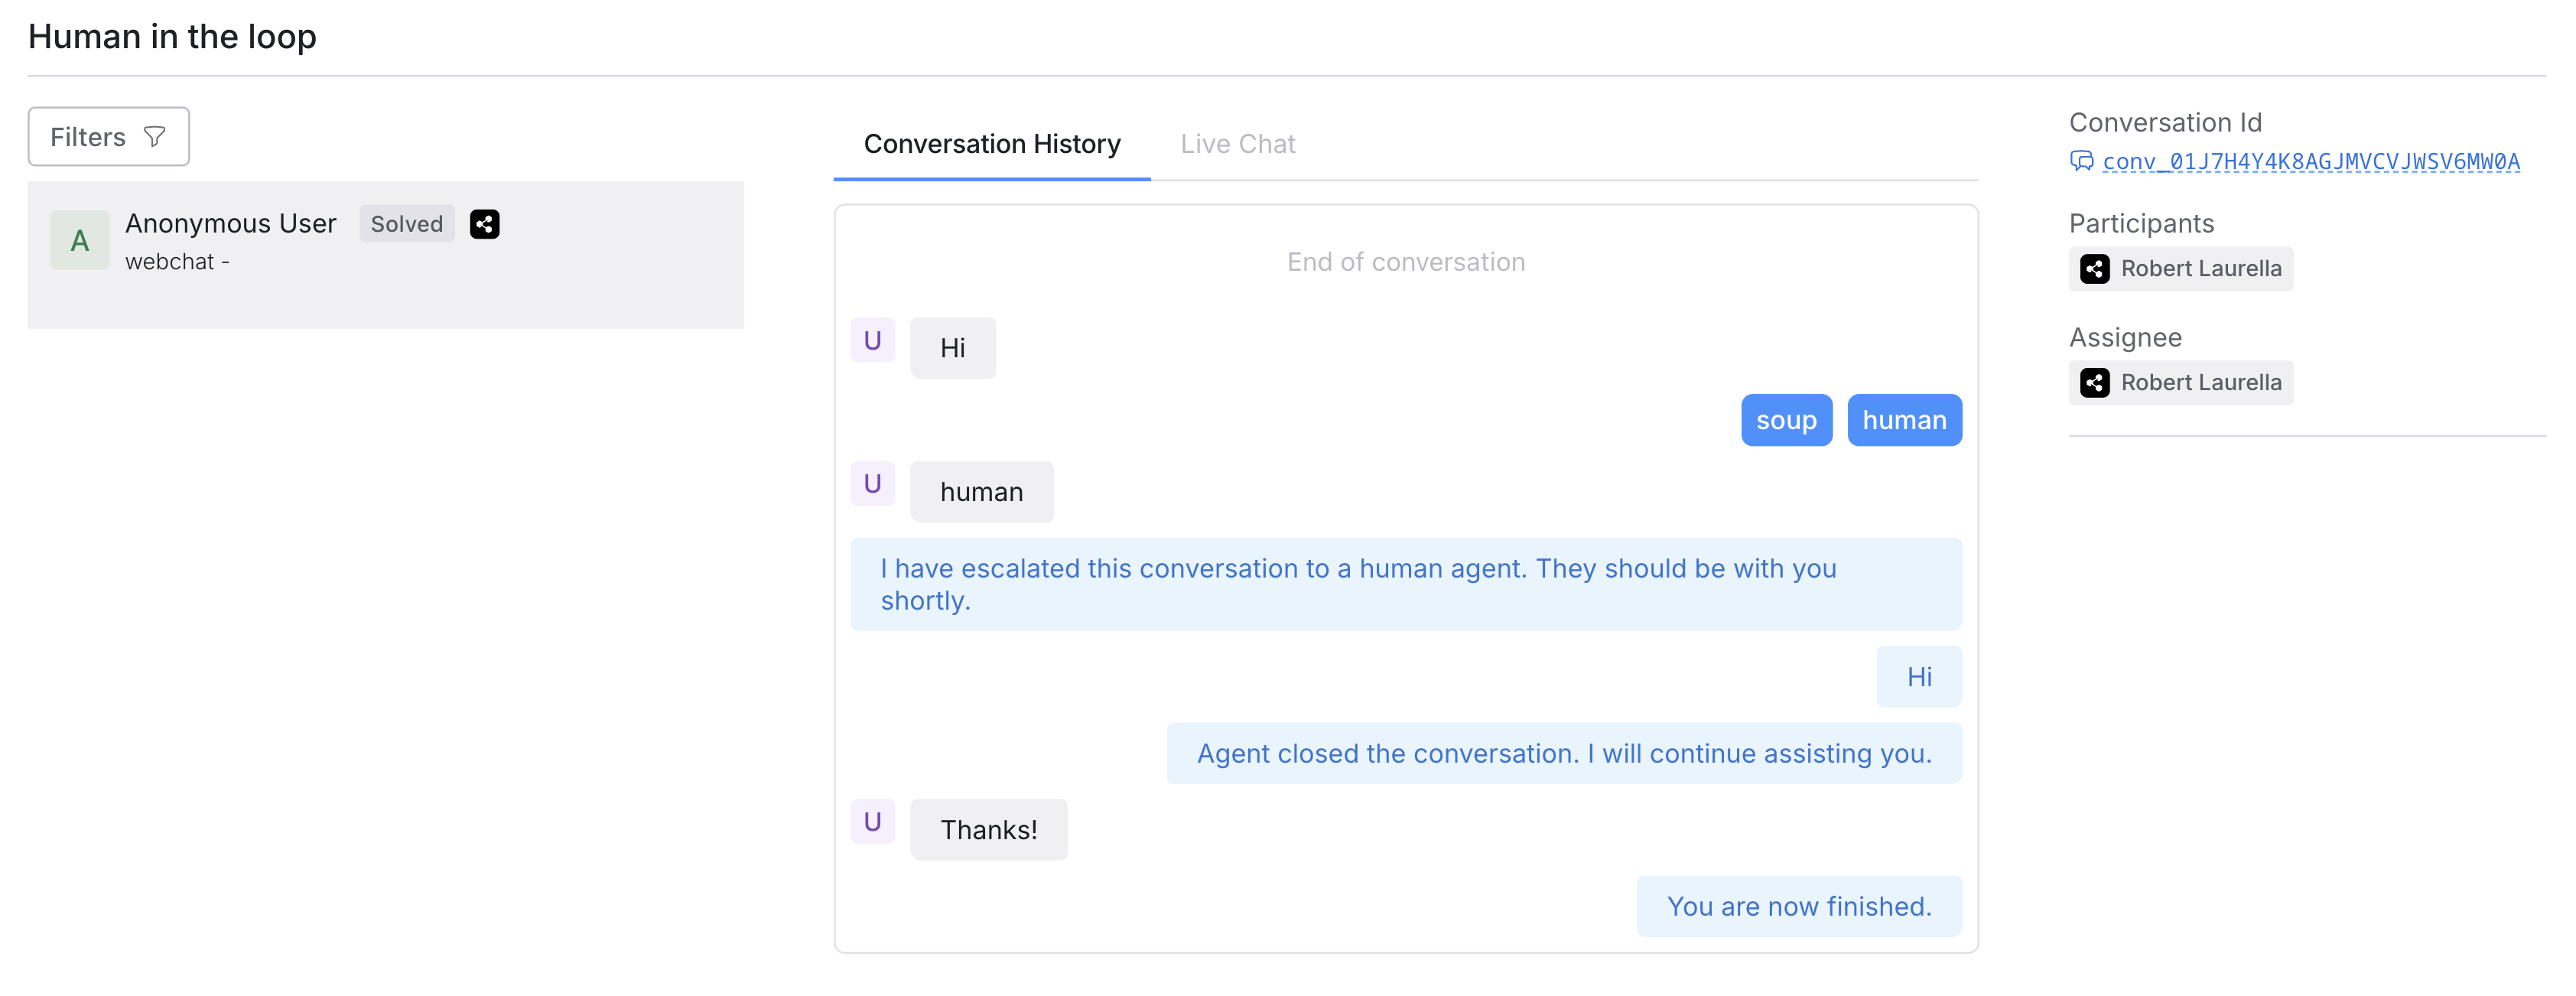 Human in the loop
Filters
A
Anonymous User
Solved
webchat -
Conversation History
Live Chat
End of conversation
U
Hi
soup
human
U
human
I have escalated this conversation to a human agent. They should be with you
shortly.
Hi
Agent closed the conversation. I will continue assisting you.
U
Thanks!
You are now finished.
Conversation Id
conv_01J7H4Y4K8AGJMVCVJWSV6MW0A
Participants
Robert Laurella
Assignee
Robert Laurella